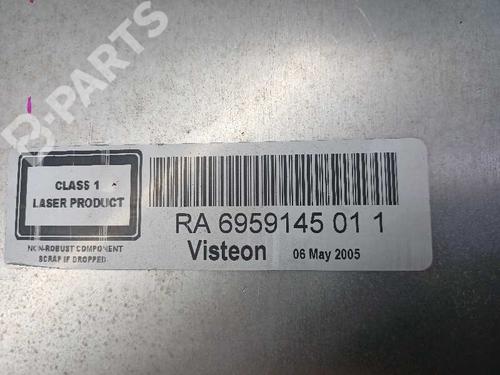 B-PARTS
CLASS 1
LASER PRODUCT
NON-ROBUST COMPONENT
SCRAP IF DROPPED
RA 6959145 01 1
Visteon 06 May 2005